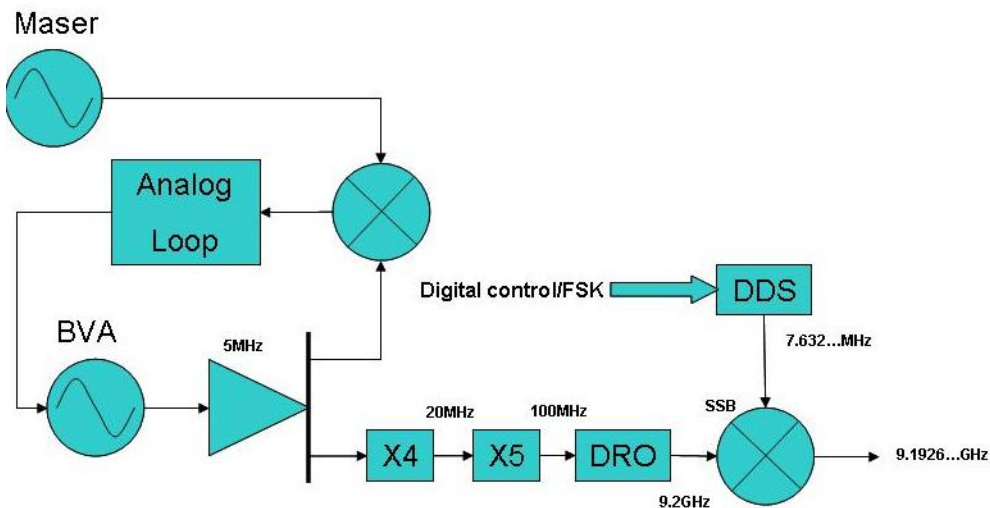 Maser
Analog
Loop
Digital control/FSK
DDS
BVA
5MHz
7.632...MHz
20MHz
100MHz
SSB
X4
X5
DRO
9.2GHz
9.1926...GHz